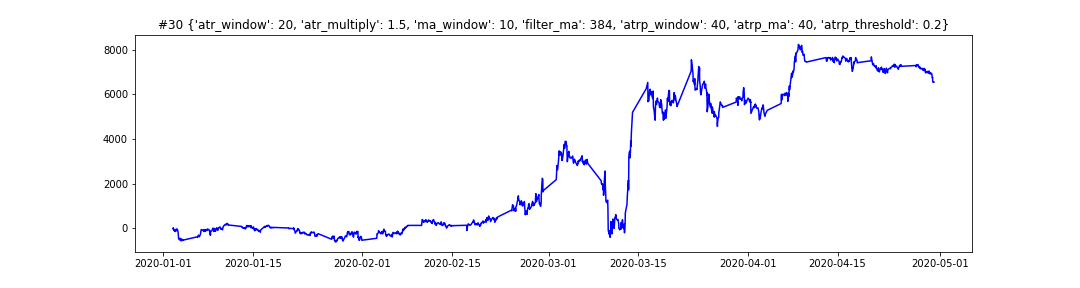 #30 {'atr_window': 20, 'atr_multiply': 1.5, 'ma_window': 10, 'filter_ma': 384, 'atrp_window': 40, 'atrp_ma': 40, 'atrp_threshold': 0.2}
8000
6000
4000
2000
0
2020-01-01 2020-01-15 2020-02-01 2020-02-15 2020-03-01 2020-03-15 2020-04-01 2020-04-15 2020-05-01